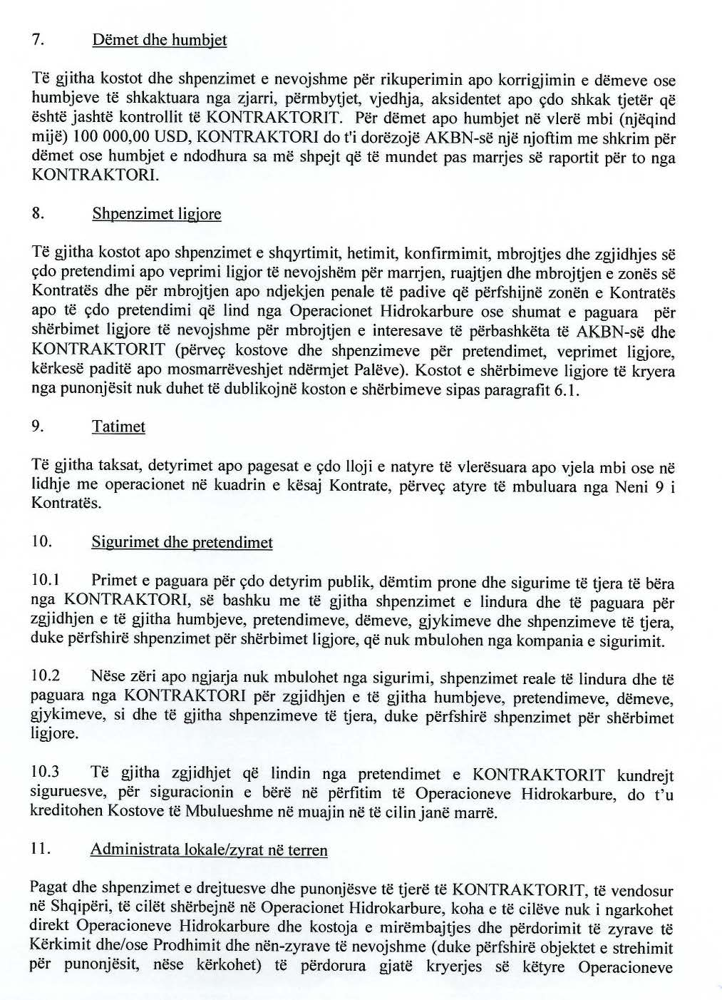 7. Dëmet dhe humbjet
Të gjitha kostot dhe shpenzimet e nevojshme për rikuperimin apo korrigjimin e dëmeve ose
humbjeve të shkaktuara nga zjarri, përmbytjet, vjedhja, aksidentet apo çdo shkak tjetër që
është jashtë kontrollit të KONTRAKTORIT. Për dëmet apo humbjet në vlerë mbi (njëqind
mijë) 100 000,00 USD, KONTRAKTORI do t'i dorëzojë AKBN-së një njoftim me shkrim për
dëmet ose humbjet e ndodhura sa më shpejt që të mundet pas marrjes së raportit për to nga
KONTRAKTORI.
8. Shpenzimet ligjore
Të gjitha kostot apo shpenzimet e shqyrtimit, hetimit, konfirmimit, mbrojtjes dhe zgjidhjes së
çdo pretendimi apo veprimi ligjor të nevojshëm për marrjen, ruajtjen dhe mbrojtjen e zonës së
Kontratës dhe për mbrojtjen apo ndjekjen penale të padive që përfshijnë zonën e Kontratës
apo të çdo pretendimi që lind nga Operacionet Hidrokarbure ose shumat e paguara për
shërbimet ligjore të nevojshme për mbrojtjen e interesave të përbashkëta të AKBN-së dhe
KONTRAKTORIT (përveç kostove dhe shpenzimeve për pretendimet, veprimet ligjore,
kërkesë paditë apo mosmarrëveshjet ndërmjet Palëve). Kostot e shërbimeve ligjore të kryera
nga punonjësit nuk duhet të dublikojnë koston e shërbimeve sipas paragrafit 6.1.
9. Tatimet
Të gjitha taksat, detyrimet apo pagesat e çdo lloji e natyre të vlerësuara apo vjela mbi ose në
lidhje me operacionet në kuadrin e kësaj Kontrate, përveç atyre të mbuluara nga Neni 9 i
Kontratës.
10. Sigurimet dhe pretendimet
10.1 Primet e paguara për çdo detyrim publik, dëmtim prone dhe sigurime të tjera të bëra
nga KONTRAKTORI, së bashku me të gjitha shpenzimet e lindura dhe të paguara për
zgjidhjen e të gjitha humbjeve, pretendimeve, dëmeve, gjykimeve dhe shpenzimeve të tjera,
duke përfshirë shpenzimet për shërbimet ligjore, që nuk mbulohen nga kompania e sigurimit.
10.2 Nëse zëri apo ngjarja nuk mbulohet nga sigurimi, shpenzimet reale të lindura dhe të
paguara nga KONTRAKTORI për zgjidhjen e të gjitha humbjeve, pretendimeve, dëmeve,
gjykimeve, si dhe të gjitha shpenzimeve të tjera, duke përfshirë shpenzimet për shërbimet
ligjore.
10.3 Të gjitha zgjidhjet që lindin nga pretendimet e KONTRAKTORIT kundrejt
siguruesve, për siguracionin e bërë në përfitim të Operacioneve Hidrokarbure, do t’u
kreditohen Kostove të Mbulueshme në muajin në të cilin janë marrë.
11. Administrata lokale/zyrat në terren
Pagat dhe shpenzimet e drejtuesve dhe punonjësve të tjerë të KONTRAKTORIT, të vendosur
në Shqipëri, të cilët shërbejnë në Operacionet Hidrokarbure, koha e të cilëve nuk i ngarkohet
direkt Operacioneve Hidrokarbure dhe kostoja e mirëmbajtjes dhe përdorimit të zyrave të
Kërkimit dhe/ose Prodhimit dhe nën-zyrave të nevojshme (duke përfshirë objektet e strehimit
për punonjësit, nëse kërkohet) të përdorura gjatë kryerjes së këtyre Operacioneve